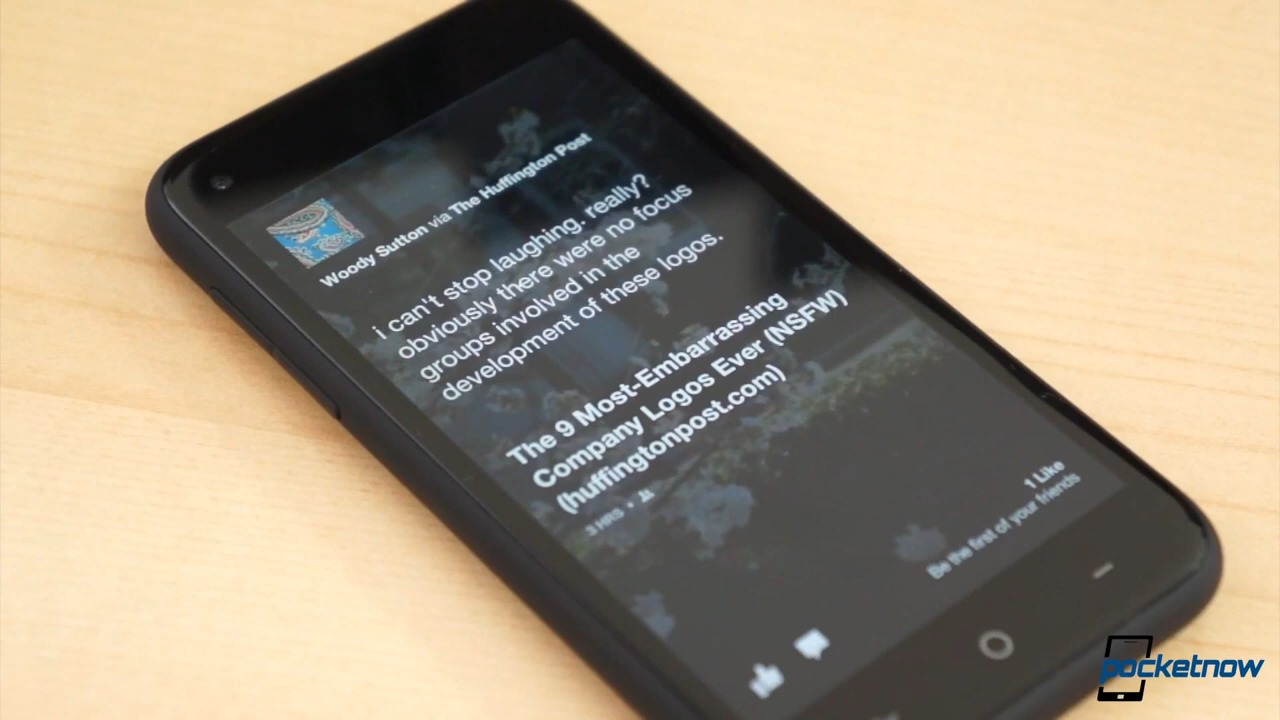 Woody Sutton via The Huffington Post
i can't stop laughing. really?
obviously there were no focus
groups involved in the
development of these logos.
The 9 Most-Embarrassing
Company Logos Ever (NSFW)
(huffingtonpost.com)
3 HRS •
1 Like
Be the first of your friends
pocketnow